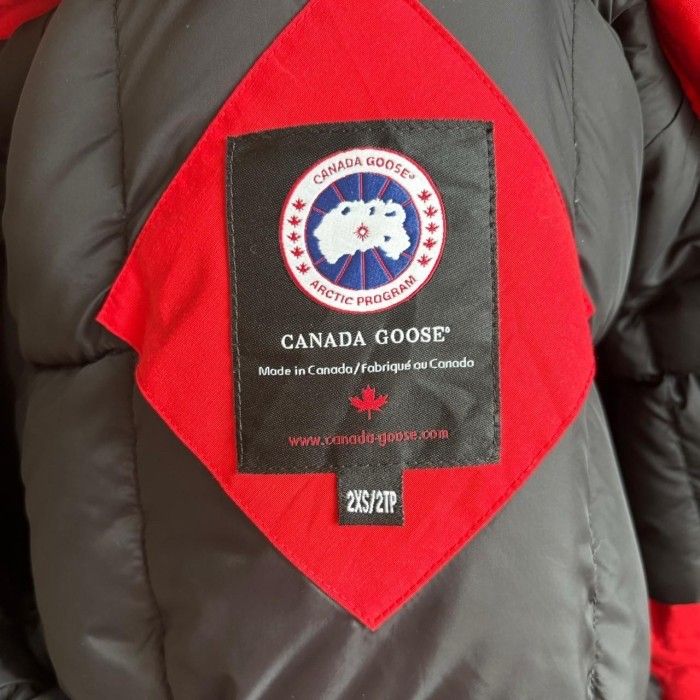 CANADA GOOSE®
ARCTIC PROGRAM
CANADA GOOSE®
Made in Canada/Fabriqué au Canada
www.canada-goose.com
2XS/2TP